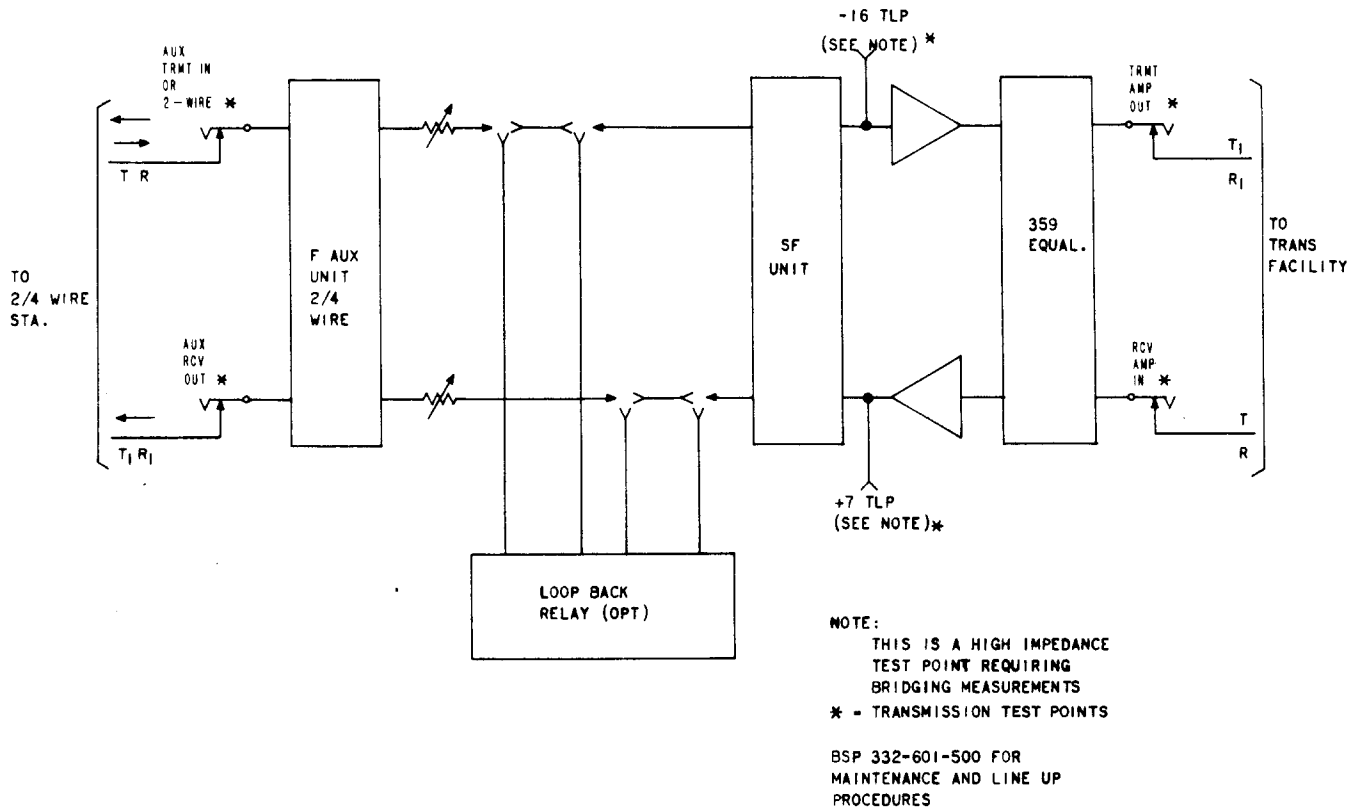 -16 TLP
(SEE NOTE) *
AUX
TRMT IN
OR
2-WIRE *
TRMT
AMP
OUT *
T R
T1
R1
TO
2/4 WIRE
STA.
F AUX
UNIT
2/4
WIRE
SF
UNIT
359
EQUAL.
TO
TRANS
FACILITY
AUX
RCV
OUT *
RCV
AMP
IN *
T1 R1
T
R
+7 TLP
(SEE NOTE)*
LOOP BACK
RELAY (OPT)
NOTE:
THIS IS A HIGH IMPEDANCE
TEST POINT REQUIRING
BRIDGING MEASUREMENTS
* - TRANSMISSION TEST POINTS
BSP 332-601-500 FOR
MAINTENANCE AND LINE UP
PROCEDURES